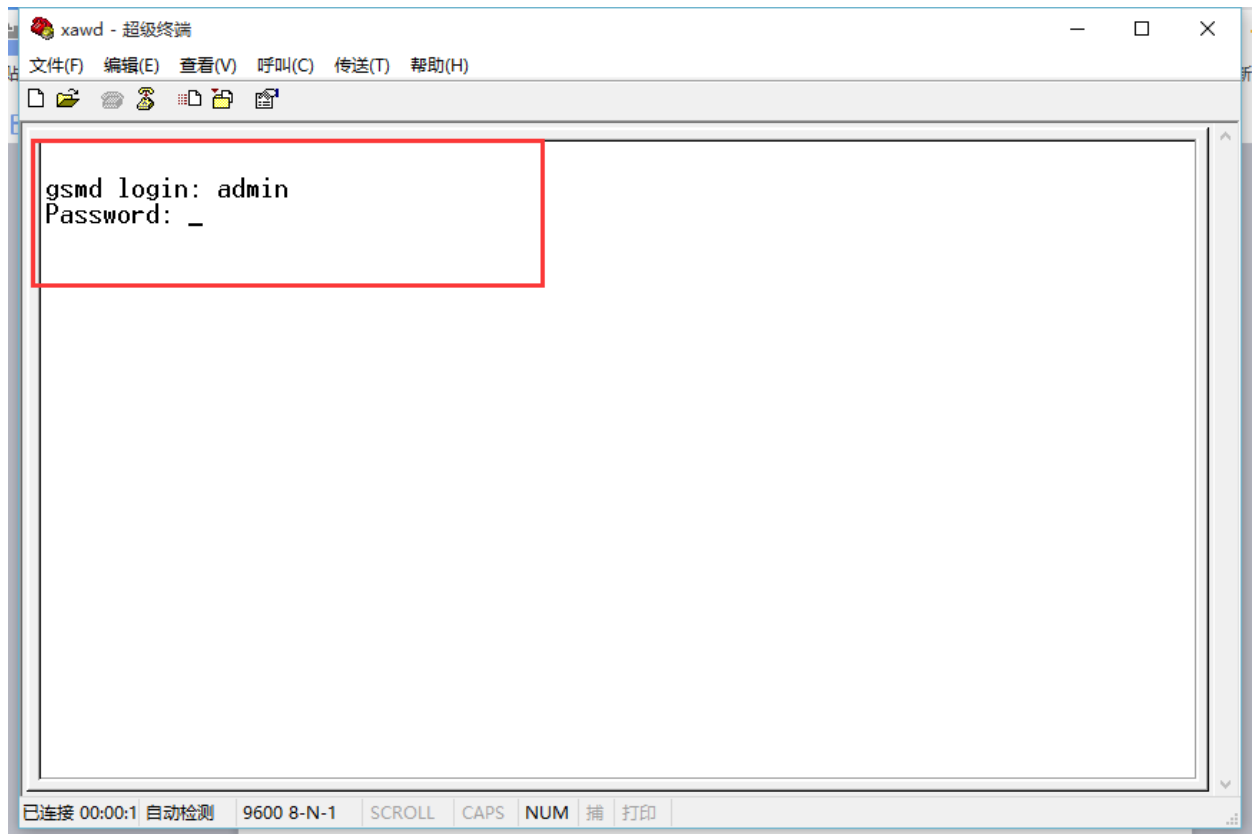 xawd - 超级终端
文件(F) 编辑(E) 查看(V) 呼叫(C) 传送(T) 帮助(H)
gsmd login: admin
Password: _
已连接 00:00:1 自动检测 9600 8-N-1 SCROLL CAPS NUM 捕 打印